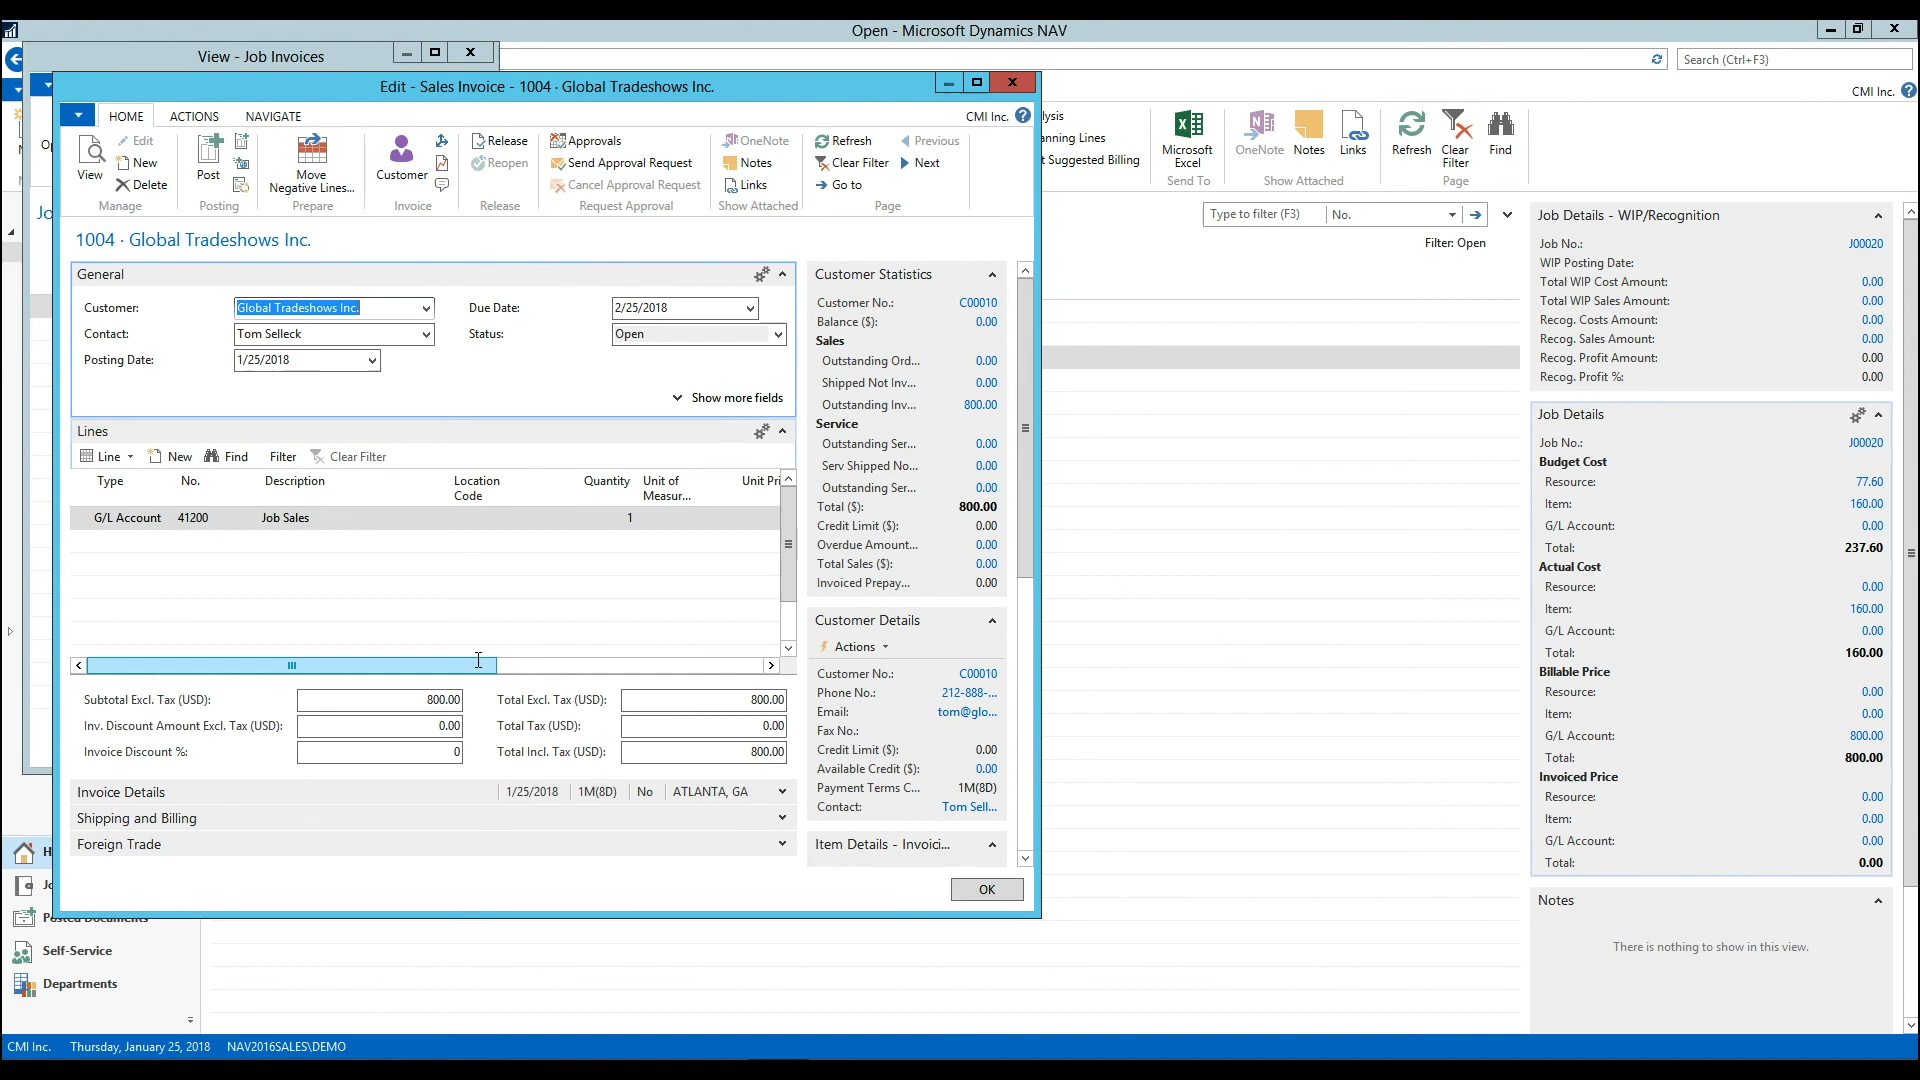 Open - Microsoft Dynamics NAV
View - Job Invoices
Search (Ctrl+F3)
Edit - Sales Invoice - 1004 · Global Tradeshows Inc.
CMI Inc.
HOME ACTIONS NAVIGATE CMI Inc.
View Edit New Delete Manage
Post Posting
Move Negative Lines... Prepare
Customer Invoice
Release Reopen Release
Approvals Send Approval Request Cancel Approval Request Request Approval
OneNote Notes Links Show Attached
Refresh Clear Filter Go to Previous Next Page
lysis
anning Lines
t Suggested Billing
Microsoft Excel Send To
OneNote Notes Links Show Attached
Refresh Clear Filter Find Page
1004 · Global Tradeshows Inc.
Type to filter (F3) No.
Filter: Open
General
Customer: Global Tradeshows Inc. Due Date: 2/25/2018
Contact: Tom Selleck Status: Open
Posting Date: 1/25/2018
Show more fields
Lines
Line New Find Filter Clear Filter
Type No. Description Location Code Quantity Unit of Measur... Unit Pri
G/L Account 41200 Job Sales 1
Subtotal Excl. Tax (USD): 800.00 Total Excl. Tax (USD): 800.00
Inv. Discount Amount Excl. Tax (USD): 0.00 Total Tax (USD): 0.00
Invoice Discount %: 0 Total Incl. Tax (USD): 800.00
Invoice Details 1/25/2018 1M(8D) No ATLANTA, GA
Shipping and Billing
Foreign Trade
Customer Statistics
Customer No.: C00010
Balance ($): 0.00
Sales
Outstanding Ord... 0.00
Shipped Not Inv... 0.00
Outstanding Inv... 800.00
Service
Outstanding Ser... 0.00
Serv Shipped No... 0.00
Outstanding Ser... 0.00
Total ($): 800.00
Credit Limit ($): 0.00
Overdue Amount... 0.00
Total Sales ($): 0.00
Invoiced Prepay... 0.00
Customer Details
Actions
Customer No.: C00010
Phone No.: 212-888-...
Email: tom@glo...
Fax No.:
Credit Limit ($): 0.00
Available Credit ($): 0.00
Payment Terms C... 1M(8D)
Contact: Tom Sell...
Item Details - Invoici...
OK
Job Details - WIP/Recognition
Job No.: J00020
WIP Posting Date:
Total WIP Cost Amount: 0.00
Total WIP Sales Amount: 0.00
Recog. Costs Amount: 0.00
Recog. Sales Amount: 0.00
Recog. Profit Amount: 0.00
Recog. Profit %: 0.00
Job Details
Job No.: J00020
Budget Cost
Resource: 77.60
Item: 160.00
G/L Account: 0.00
Total: 237.60
Actual Cost
Resource: 0.00
Item: 160.00
G/L Account: 0.00
Total: 160.00
Billable Price
Resource: 0.00
Item: 0.00
G/L Account: 800.00
Total: 800.00
Invoiced Price
Resource: 0.00
Item: 0.00
G/L Account: 0.00
Total: 0.00
Notes
There is nothing to show in this view.
Jo
Posted Documents
Self-Service
Departments
CMI Inc. Thursday, January 25, 2018 NAV2016SALES\DEMO